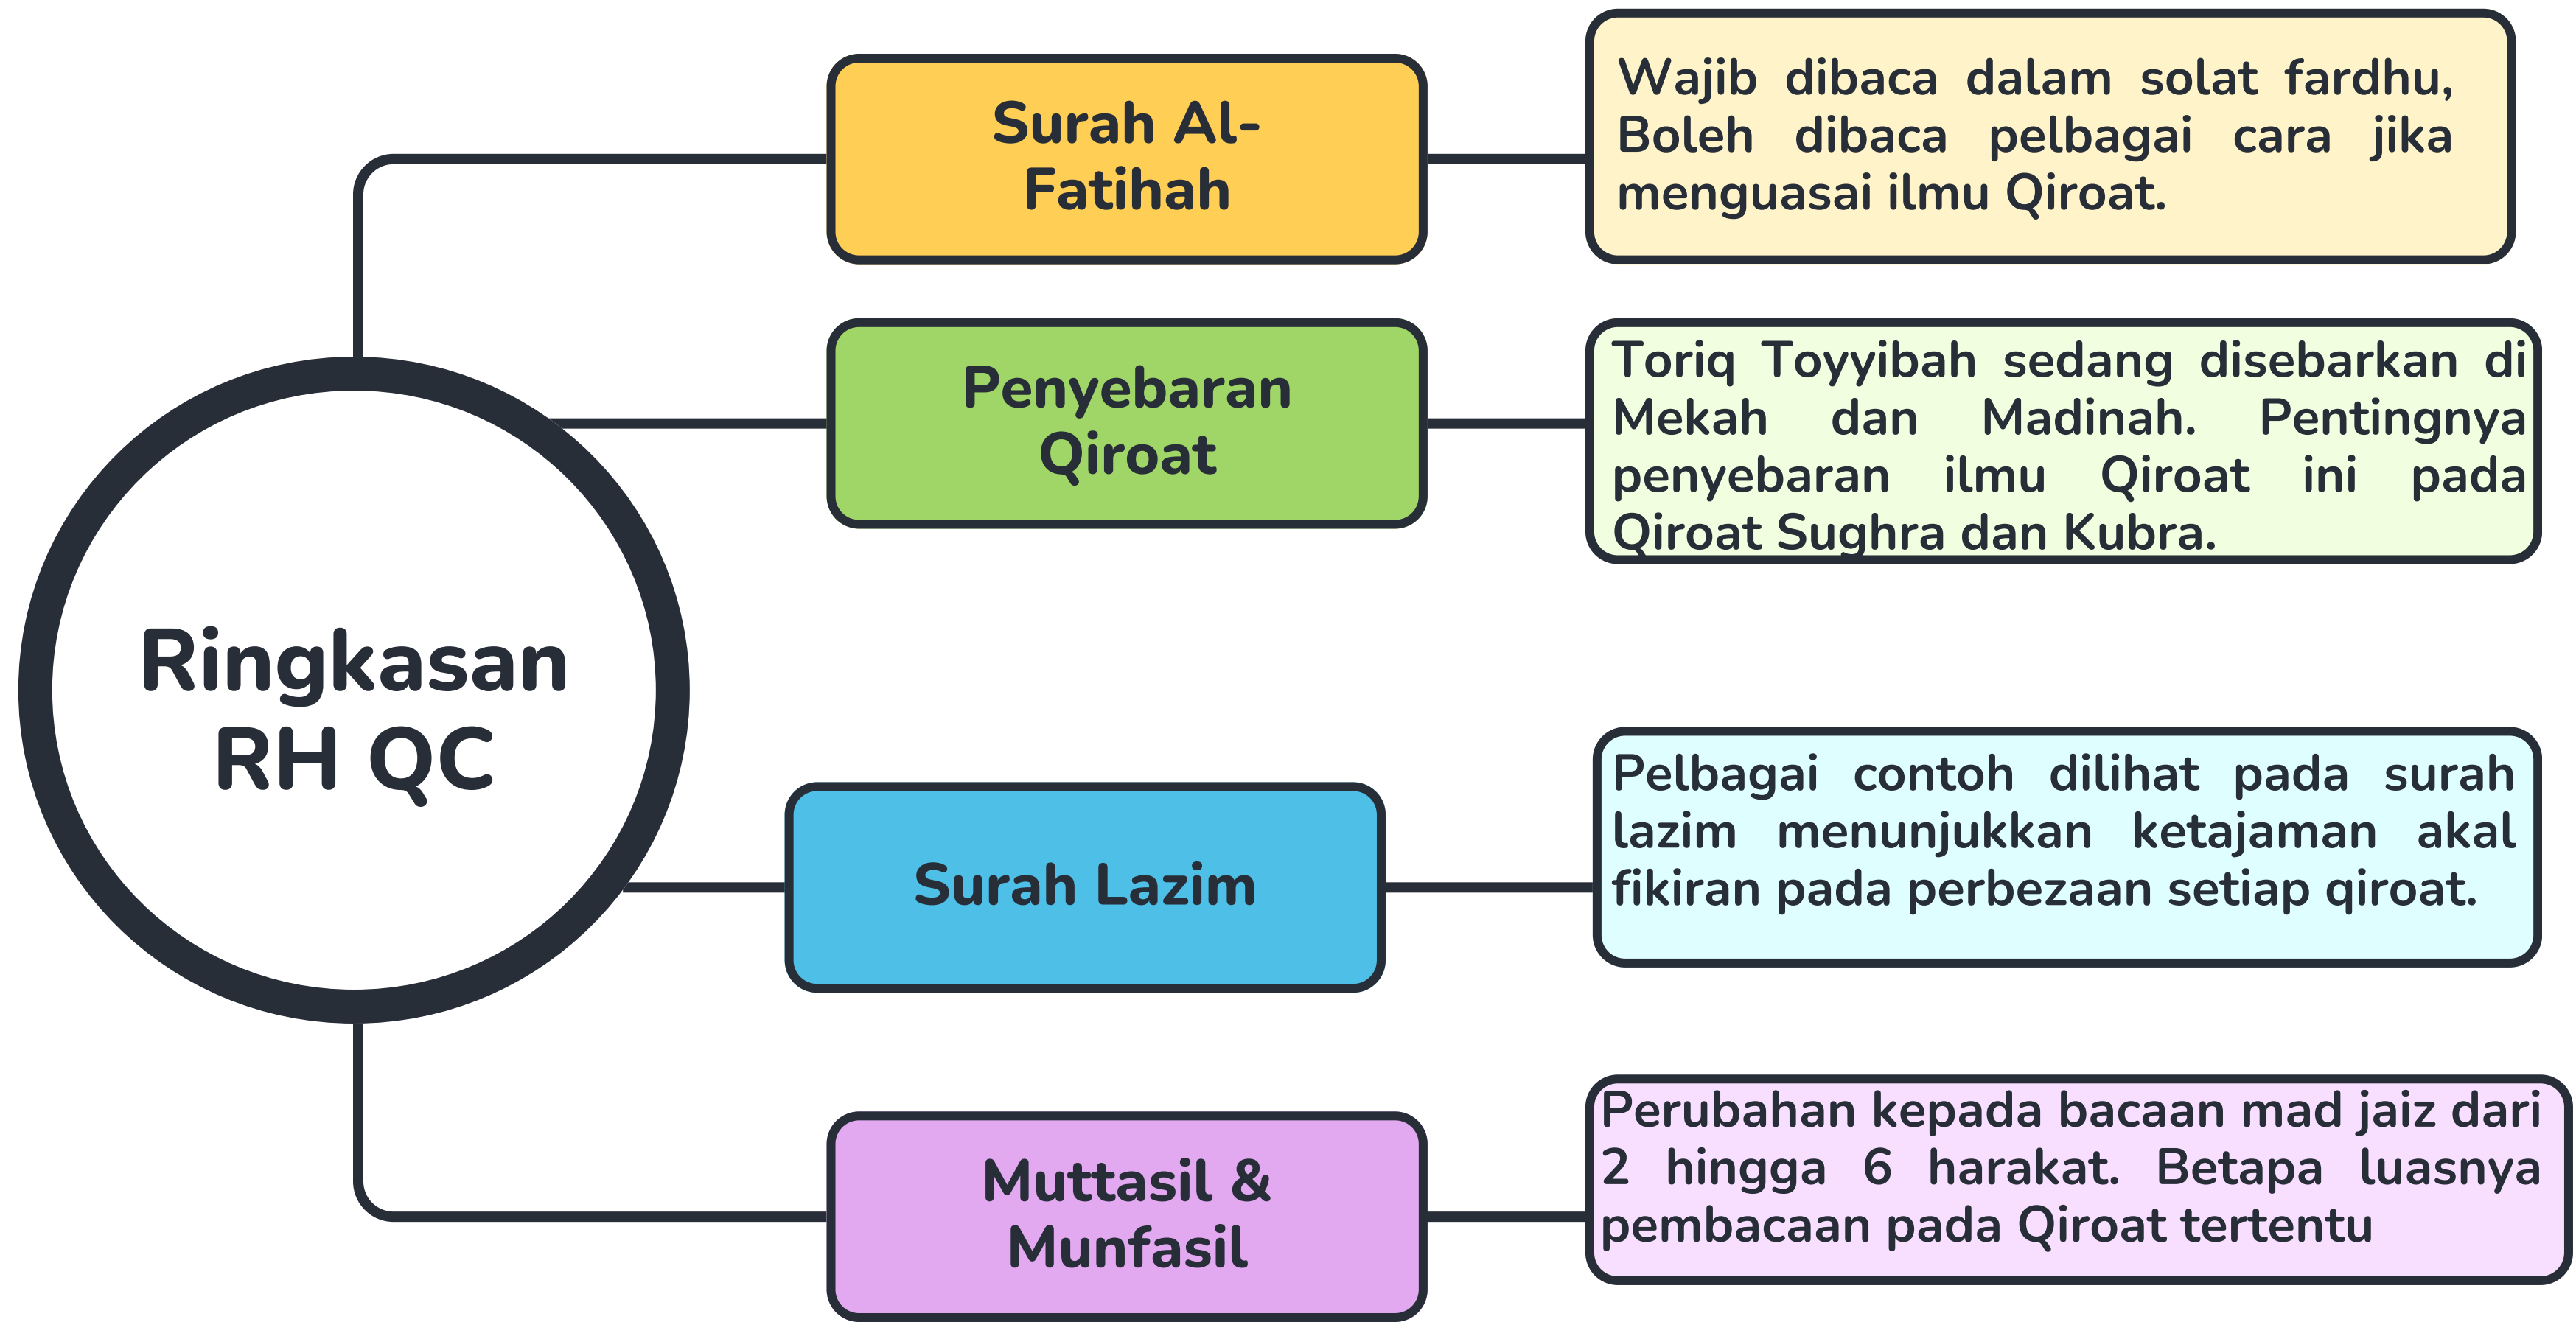 Ringkasan
RH QC
Surah Al-
Fatihah
Wajib dibaca dalam solat fardhu,
Boleh dibaca pelbagai cara jika
menguasai ilmu Qiroat.
Penyebaran
Qiroat
Toriq Toyyibah sedang disebarkan di
Mekah dan Madinah. Pentingnya
penyebaran ilmu Qiroat ini pada
Qiroat Sughra dan Kubra.
Surah Lazim
Pelbagai contoh dilihat pada surah
lazim menunjukkan ketajaman akal
fikiran pada perbezaan setiap qiroat.
Muttasil &
Munfasil
Perubahan kepada bacaan mad jaiz dari
2 hingga 6 harakat. Betapa luasnya
pembacaan pada Qiroat tertentu